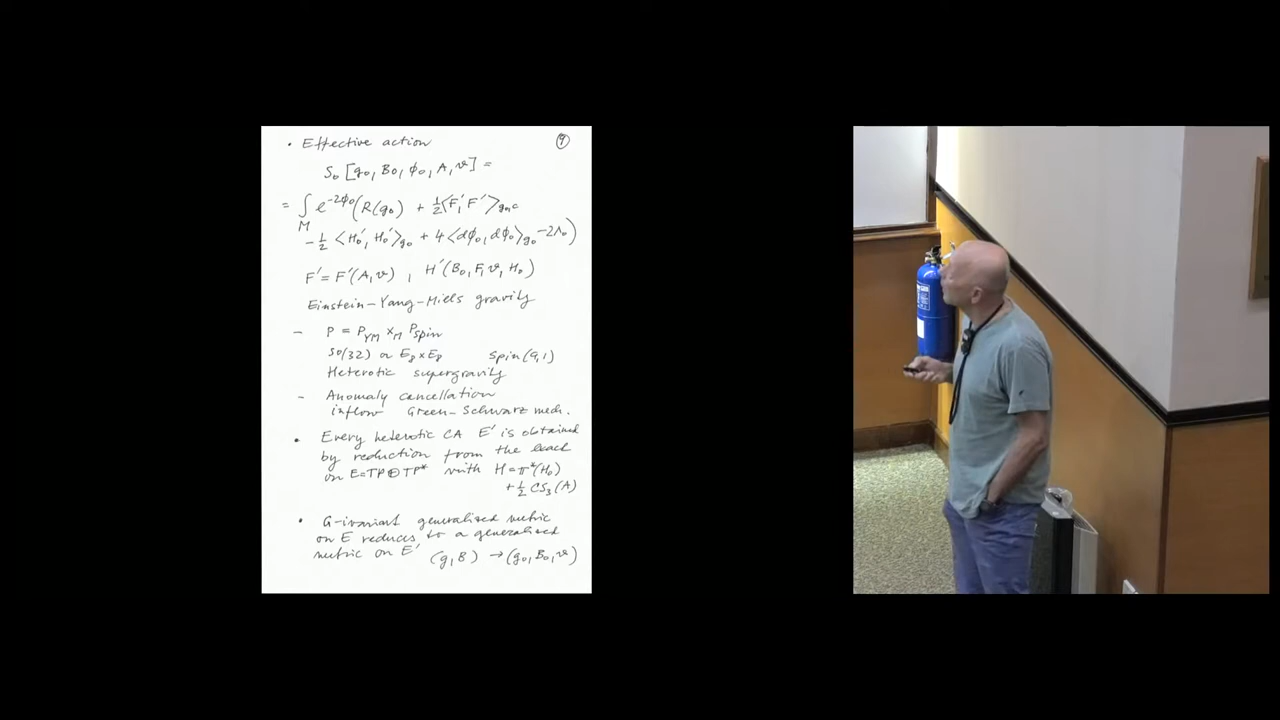 ⑨
• Effective action
S₀ [g₀, B₀, ϕ₀, A, ϑ] =
= ∫_M e^{-2ϕ₀} (R(g₀) + ½⟨F', F'⟩_{g₀,c}
- ½ ⟨H₀', H₀'⟩_{g₀} + 4 ⟨dϕ₀, dϕ₀⟩_{g₀} - 2Λ₀)
F' = F'(A, ϑ) , H'(B₀, F, ϑ, H₀)
Einstein-Yang-Mills gravity
- P = P_{YM} ×_M P_{spin}
SO(32) or E₈×E₈ Spin(9,1)
Heterotic supergravity
- Anomaly cancellation
inflow Green-Schwarz mech.
• Every heterotic CA E' is obtained
by reduction from the exact
on E=TP⊕TP* with H = π*(H₀)
+ ½ CS₃(A)
• G-invariant generalized metric
on E reduces to a generalized
metric on E' (g, B) → (g₀, B₀, ϑ)